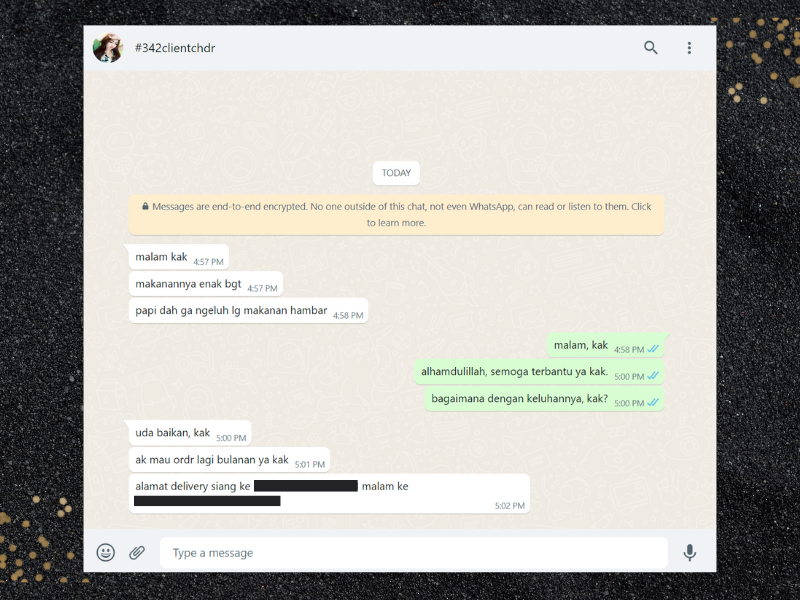 #342clientchdr
TODAY
Messages are end-to-end encrypted. No one outside of this chat, not even WhatsApp, can read or listen to them. Click
to learn more.
malam kak 4:57 PM
makanannya enak bgt 4:57 PM
papi dah ga ngeluh lg makanan hambar 4:58 PM
malam, kak 4:58 PM
alhamdulillah, semoga terbantu ya kak. 5:00 PM
bagaimana dengan keluhannya, kak? 5:00 PM
uda baikan, kak 5:00 PM
ak mau ordr lagi bulanan ya kak 5:01 PM
alamat delivery siang ke malam ke
5:02 PM
Type a message